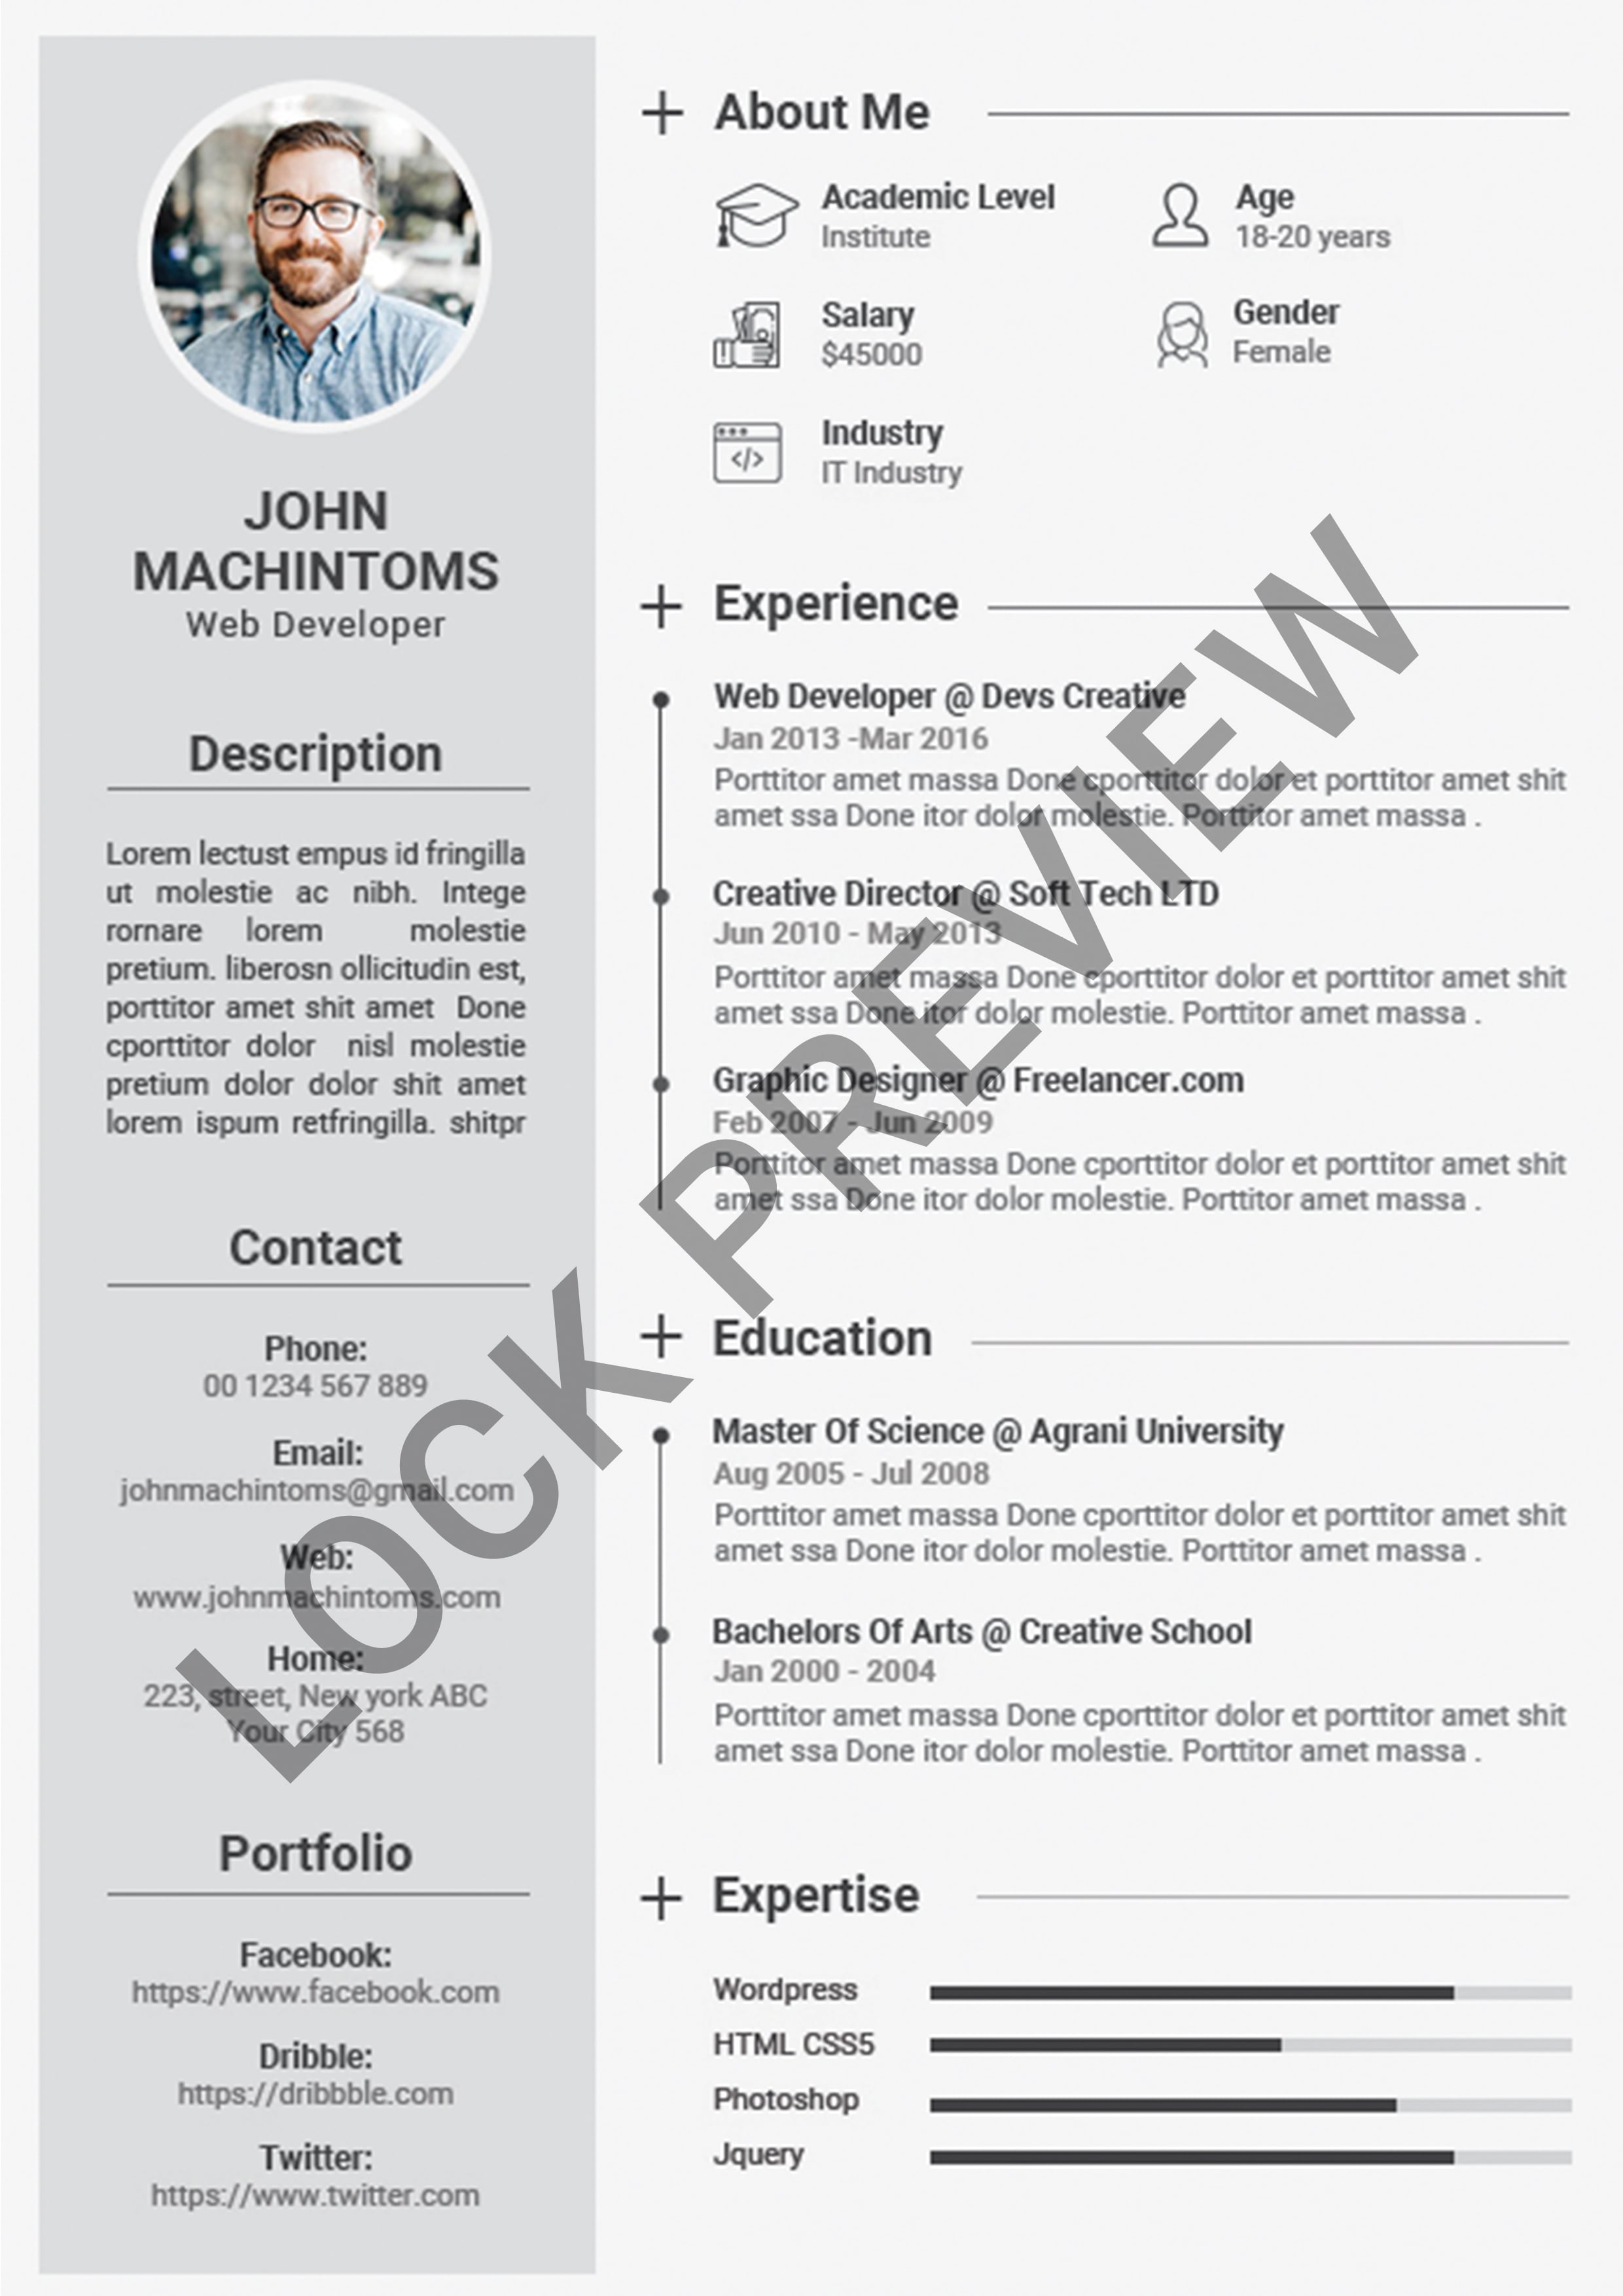 JOHN
MACHINTOMS
Web Developer
Description
Lorem lectust empus id fringilla
ut molestie ac nibh. Intege
rornare lorem molestie
pretium. liberosn ollicitudin est,
porttitor amet shit amet Done
cporttitor dolor nisl molestie
pretium dolor dolor shit amet
lorem ispum retfringilla. shitpr
Contact
Phone:
00 1234 567 889
Email:
johnmachintoms@gmail.com
Web:
www.johnmachintoms.com
Home:
223, street, New york ABC
Your City 568
Portfolio
Facebook:
https://www.facebook.com
Dribble:
https://dribbble.com
Twitter:
https://www.twitter.com
About Me
Academic Level
Institute
Age
18-20 years
Salary
$45000
Gender
Female
Industry
IT Industry
Experience
Web Developer @ Devs Creative
Jan 2013 -Mar 2016
Porttitor amet massa Done cporttitor dolor et porttitor amet shit
amet ssa Done itor dolor molestie. Porttitor amet massa .
Creative Director @ Soft Tech LTD
Jun 2010 - May 2013
Porttitor amet massa Done cporttitor dolor et porttitor amet shit
amet ssa Done itor dolor molestie. Porttitor amet massa .
Graphic Designer @ Freelancer.com
Feb 2007 - Jun 2009
Porttitor amet massa Done cporttitor dolor et porttitor amet shit
amet ssa Done itor dolor molestie. Porttitor amet massa .
Education
Master Of Science @ Agrani University
Aug 2005 - Jul 2008
Porttitor amet massa Done cporttitor dolor et porttitor amet shit
amet ssa Done itor dolor molestie. Porttitor amet massa .
Bachelors Of Arts @ Creative School
Jan 2000 - 2004
Porttitor amet massa Done cporttitor dolor et porttitor amet shit
amet ssa Done itor dolor molestie. Porttitor amet massa .
Expertise
Wordpress
HTML CSS5
Photoshop
Jquery
LOCK PREVIEW